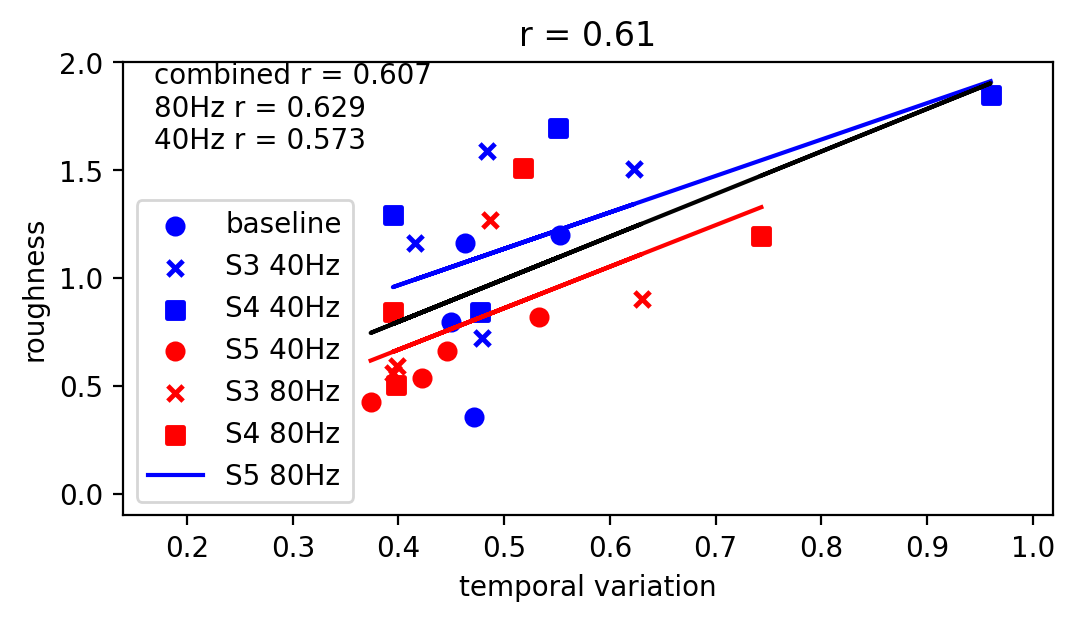 r = 0.61
combined r = 0.607
80Hz r = 0.629
40Hz r = 0.573
baseline
S3 40Hz
S4 40Hz
S5 40Hz
S3 80Hz
S4 80Hz
S5 80Hz
roughness
2.0
1.5
1.0
0.5
0.0
0.2 0.3 0.4 0.5 0.6 0.7 0.8 0.9 1.0
temporal variation